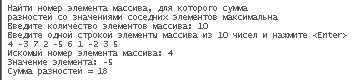 Найти номер элемента массива, для которого сумма
разностей со значениями соседних элементов максимальна
Введите количество элементов массива: 10
Введите одной строкой элементы массива из 10 чисел и нажмите <Enter>
4 -3 7 2 -5 6 1 -2 3 5
Искомый номер элемента массива: 4
Значение элемента: -5
Сумма разностей = 18